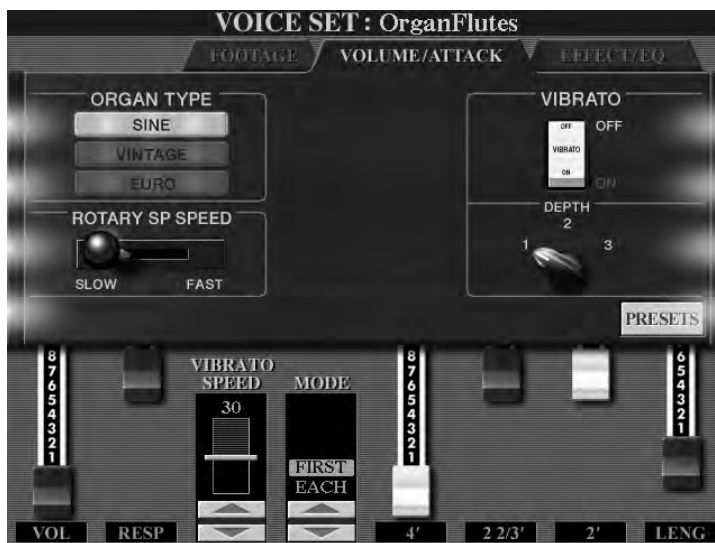 VOICE SET : OrganFlutes
FOOTAGE VOLUME/ATTACK EFFECT/EQ
ORGAN TYPE
SINE
VINTAGE
EURO
ROTARY SP SPEED
SLOW FAST
VIBRATO
OFF OFF
VIBRATO
ON ON
DEPTH
1 2 3
PRESETS
VIBRATO
SPEED
30
MODE
FIRST
EACH
8
7
6
5
4
3
2
1
8
7
6
5
4
3
2
1
6
5
4
3
2
1
VOL RESP 4' 2 2/3' 2' LENG